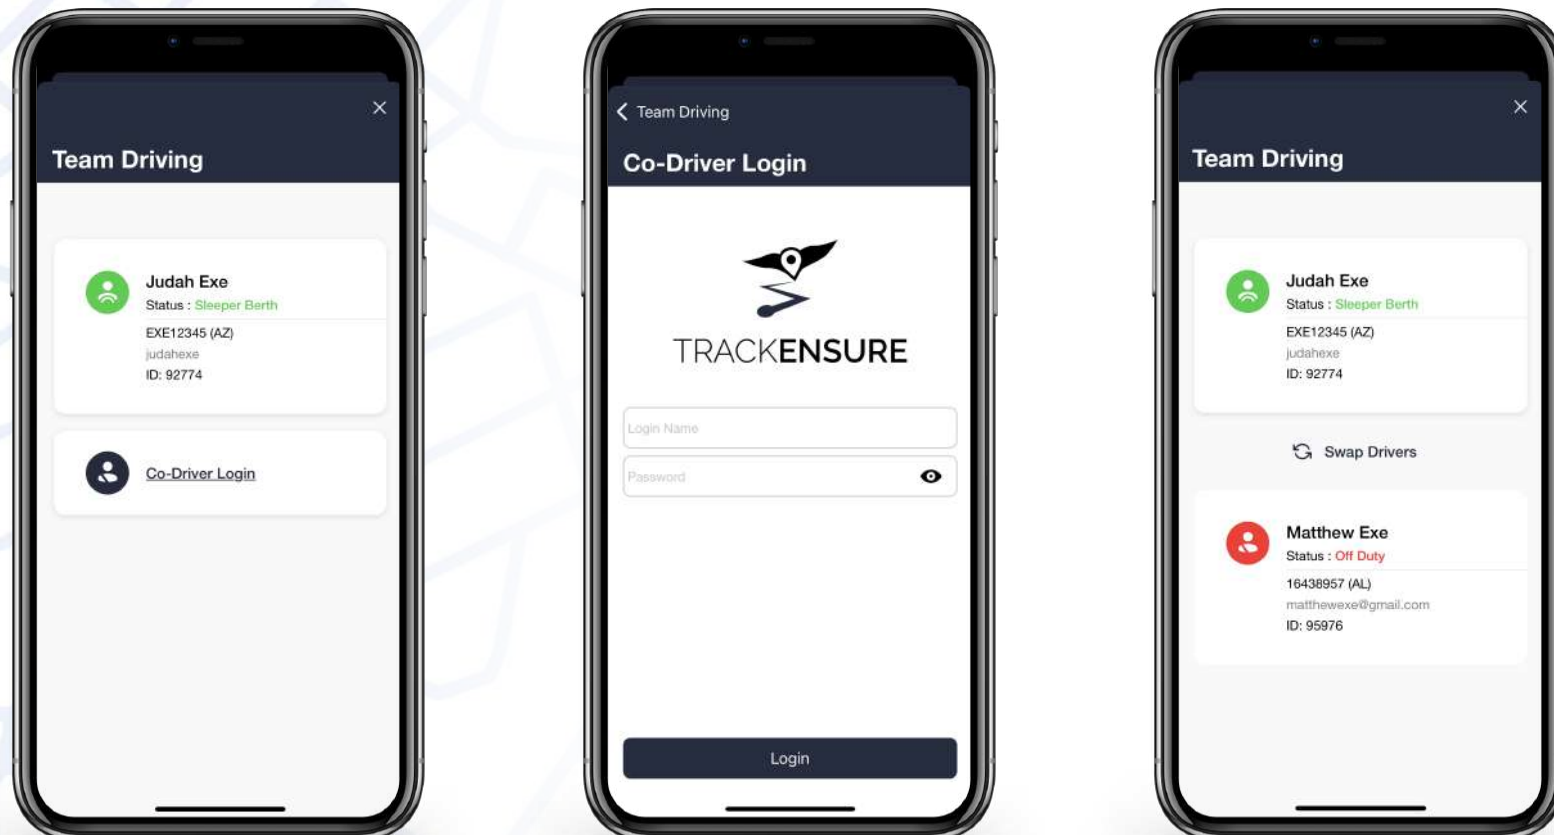 Team Driving
Judah Exe
Status : Sleeper Berth
EXE12345 (AZ)
judahexe
ID: 92774
Co-Driver Login
Team Driving
Co-Driver Login
TRACKENSURE
Login Name
Password
Login
Team Driving
Judah Exe
Status : Sleeper Berth
EXE12345 (AZ)
judahexe
ID: 92774
Swap Drivers
Matthew Exe
Status : Off Duty
16438957 (AL)
matthewexe@gmail.com
ID: 95976